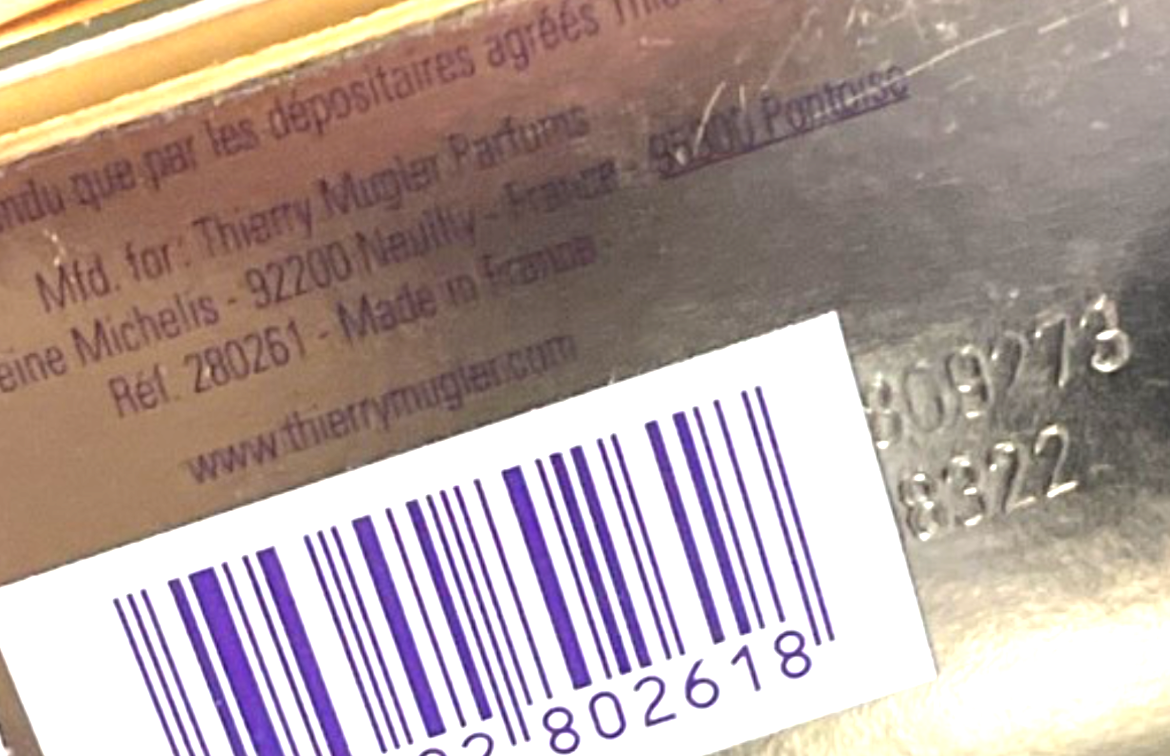 ndu que par les dépositaires agréés
Mfd. for: Thierry Mugler Parfums
eine Michelis - 92200 Neuilly - France - Pontoise
Réf. 280261 - Made in France
www.thierrymugler.com
809273
8322
802618